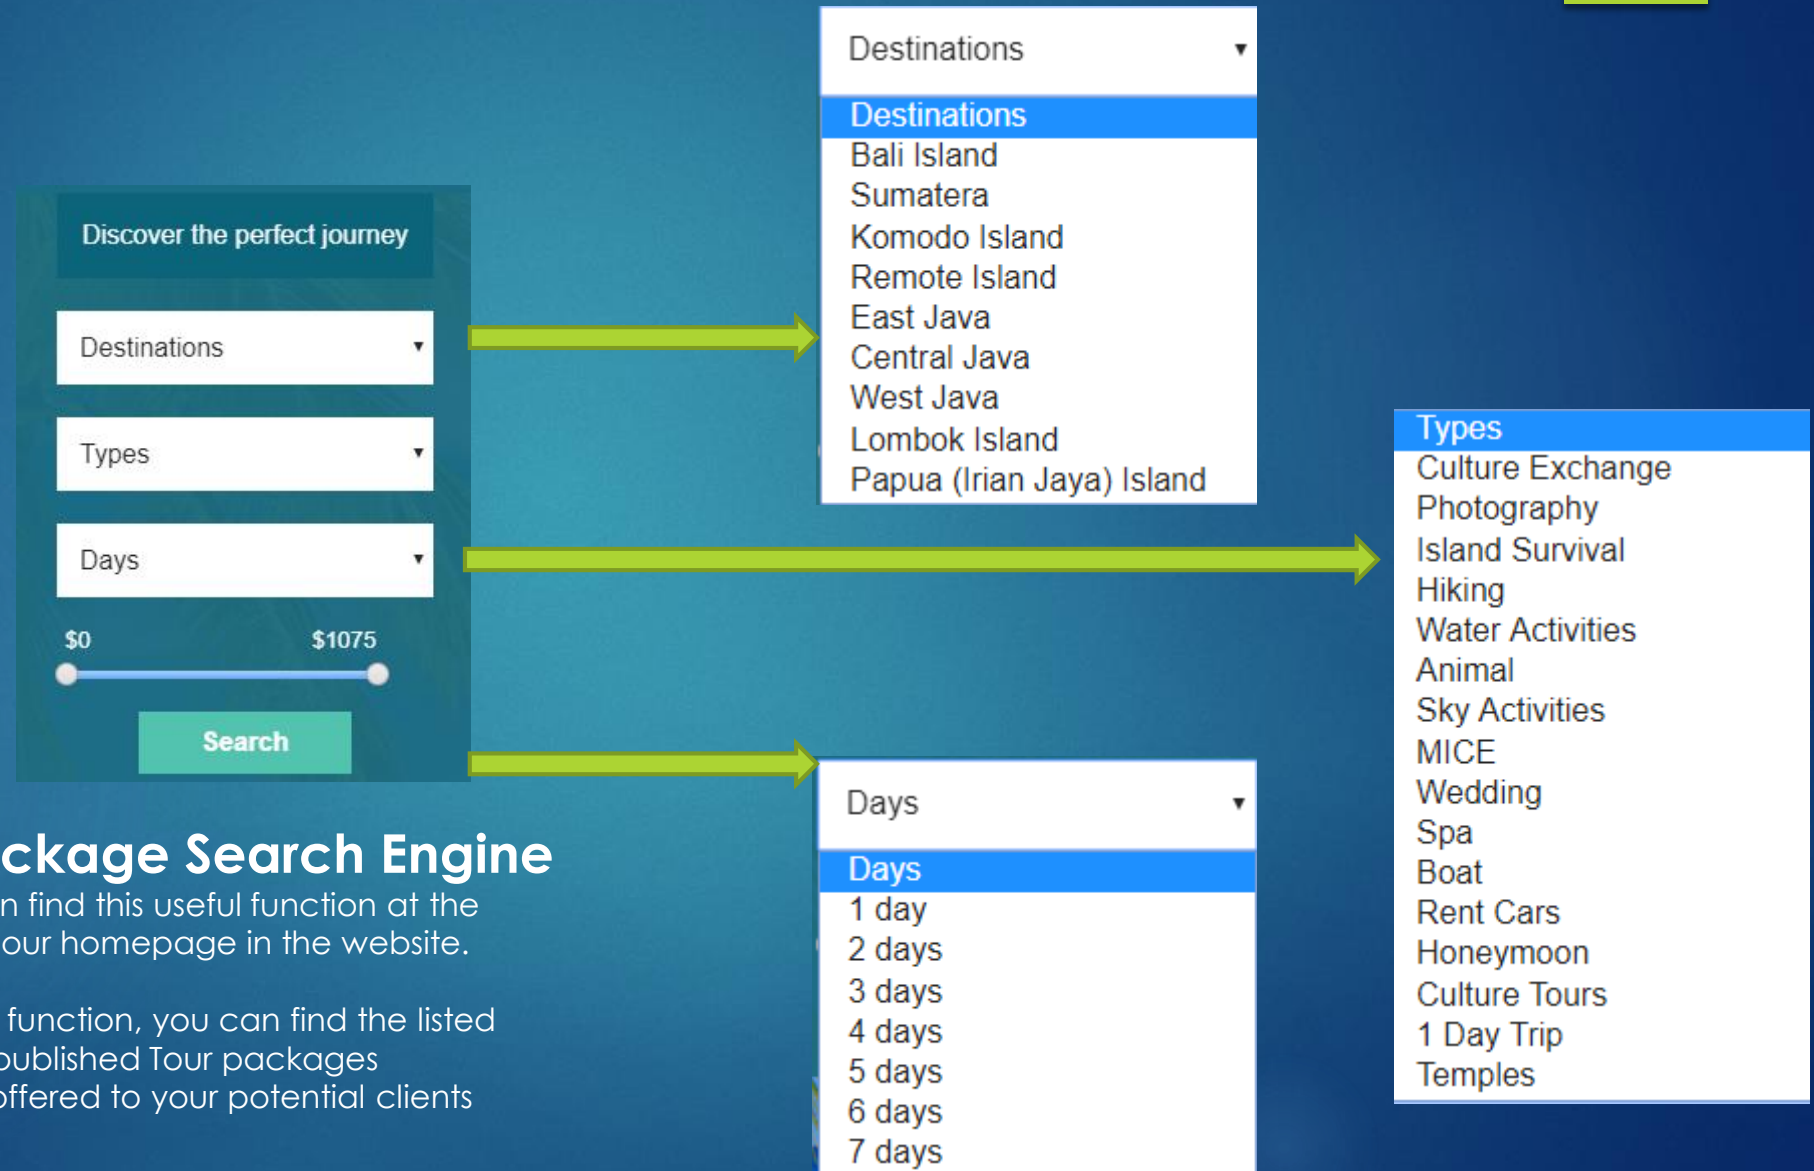 Discover the perfect journey
Destinations
Types
Days
$0 $1075
Search
ckage Search Engine
n find this useful function at the
our homepage in the website.
function, you can find the listed
published Tour packages
offered to your potential clients
Destinations
Destinations
Bali Island
Sumatera
Komodo Island
Remote Island
East Java
Central Java
West Java
Lombok Island
Papua (Irian Jaya) Island
Days
Days
1 day
2 days
3 days
4 days
5 days
6 days
7 days
Types
Culture Exchange
Photography
Island Survival
Hiking
Water Activities
Animal
Sky Activities
MICE
Wedding
Spa
Boat
Rent Cars
Honeymoon
Culture Tours
1 Day Trip
Temples